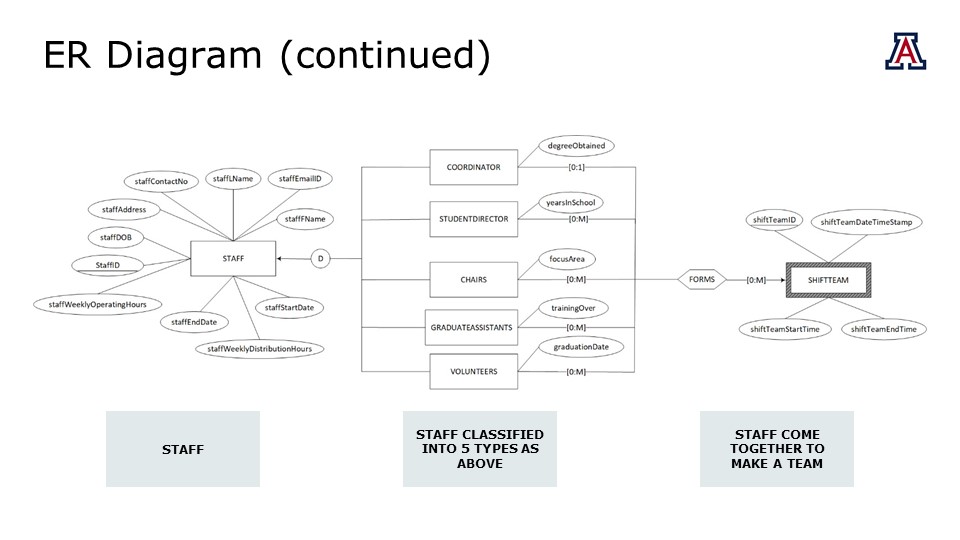 ER Diagram (continued)
A
degreeObtained
COORDINATOR
[0:1]
staffContactNo
staffLName
staffEmailID
staffAddress
staffFName
yearsInSchool
STUDENTDIRECTOR
[0:M]
shiftTeamID
shiftTeamDateTimeStamp
staffDOB
StaffID
STAFF
D
focusArea
CHAIRS
[0:M]
FORMS
[0:M]
SHIFTTEAM
staffWeeklyOperatingHours
staffStartDate
staffEndDate
trainingOver
GRADUATEASSISTANTS
[0:M]
shiftTeamStartTime
shiftTeamEndTime
staffWeeklyDistributionHours
graduationDate
VOLUNTEERS
[0:M]
STAFF
STAFF CLASSIFIED
INTO 5 TYPES AS
ABOVE
STAFF COME
TOGETHER TO
MAKE A TEAM